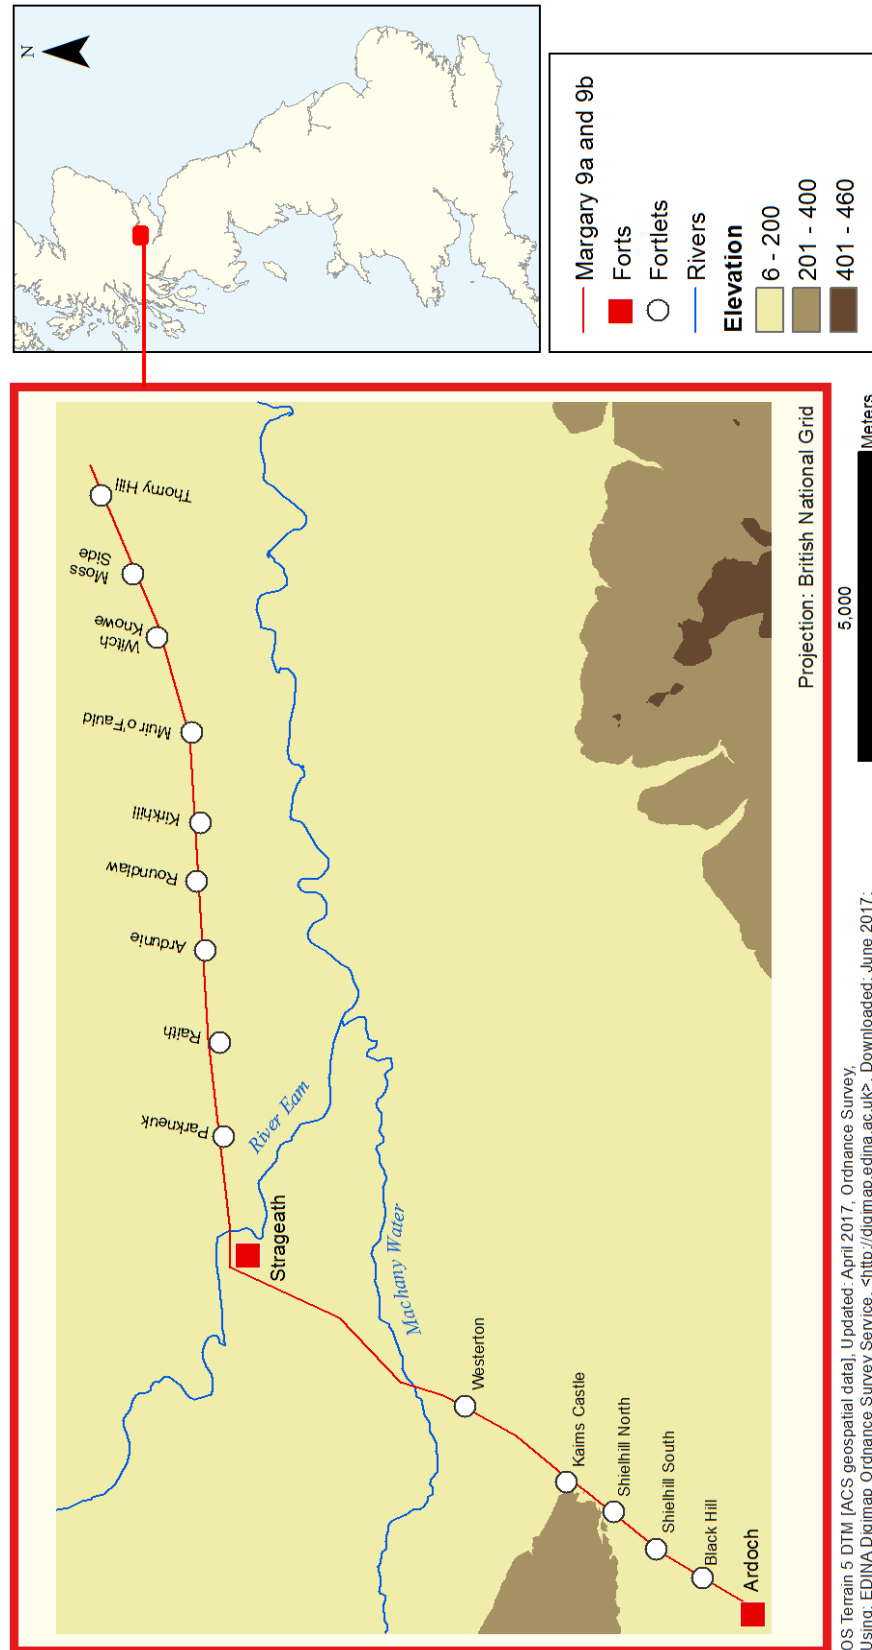 N
Margary 9a and 9b
Forts
Fortlets
Rivers
Elevation
6 - 200
201 - 400
401 - 460
Thorny Hill
Moss
Side
Witch
Knowe
Muir o'Fauld
Kirkhill
Roundlaw
Ardunie
Raith
Parkneuk
River Earn
Strageath
Machany Water
Westerton
Kaims Castle
Shielhill North
Shielhill South
Black Hill
Ardoch
Projection: British National Grid
5,000
Meters
OS Terrain 5 DTM [ACS geospatial data], Updated: April 2017, Ordnance Survey,
Using: EDINA Digimap Ordnance Survey Service, <http://digimap.edina.ac.uk>, Downloaded: June 2017;